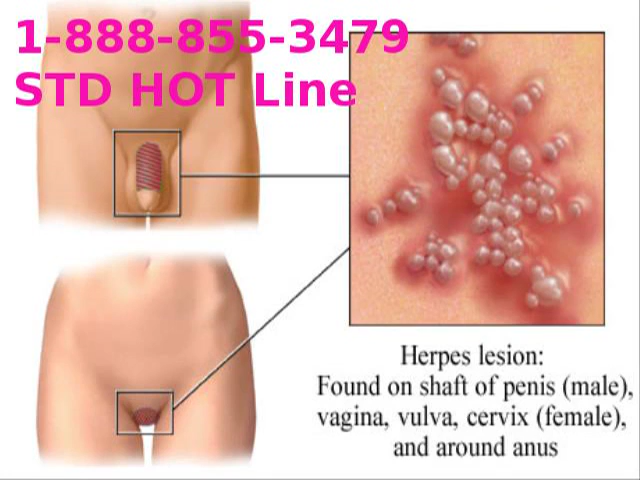 1-888-855-3479
STD HOT Line
Herpes lesion:
Found on shaft of penis (male),
vagina, vulva, cervix (female),
and around anus